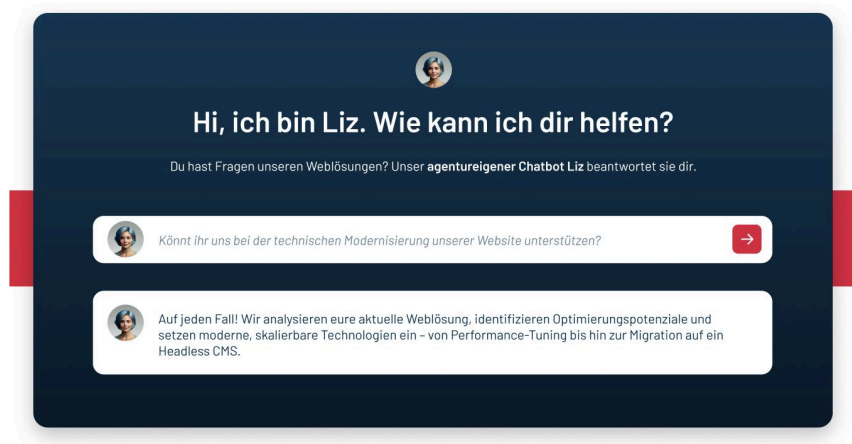 Hi, ich bin Liz. Wie kann ich dir helfen?
Du hast Fragen unseren Weblösungen? Unser agentureigener Chatbot Liz beantwortet sie dir.
Könnt ihr uns bei der technischen Modernisierung unserer Website unterstützen?
Auf jeden Fall! Wir analysieren eure aktuelle Weblösung, identifizieren Optimierungspotenziale und
setzen moderne, skalierbare Technologien ein – von Performance-Tuning bis hin zur Migration auf ein
Headless CMS.